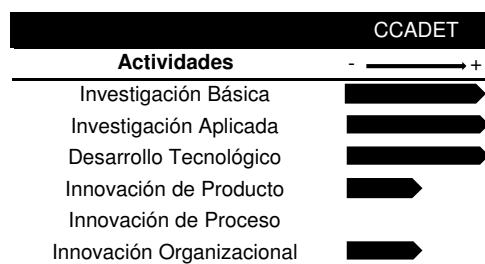 CCADET
Actividades - +
Investigación Básica
Investigación Aplicada
Desarrollo Tecnológico
Innovación de Producto
Innovación de Proceso
Innovación Organizacional